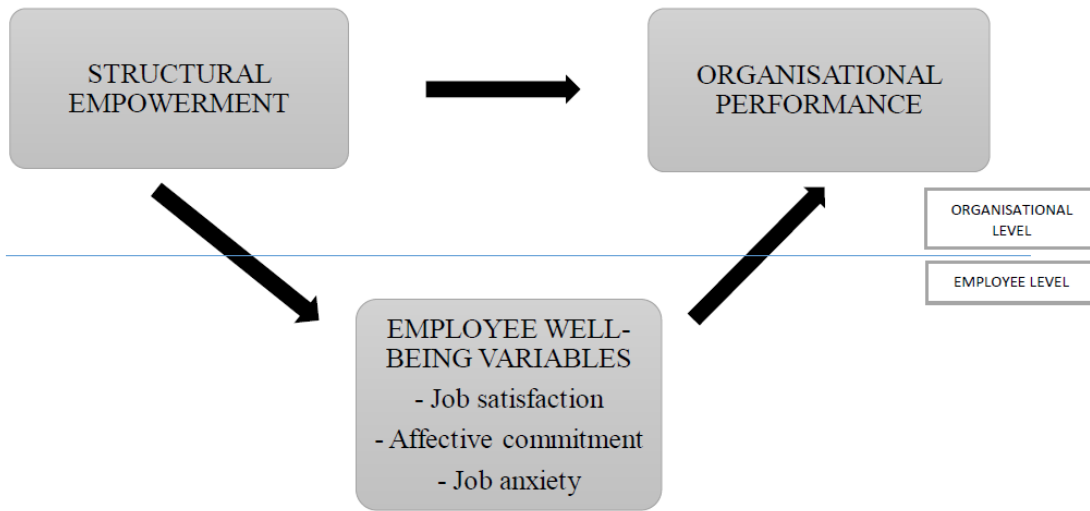 STRUCTURAL
EMPOWERMENT
ORGANISATIONAL
PERFORMANCE
ORGANISATIONAL
LEVEL
EMPLOYEE LEVEL
EMPLOYEE WELL-
BEING VARIABLES
- Job satisfaction
- Affective commitment
- Job anxiety